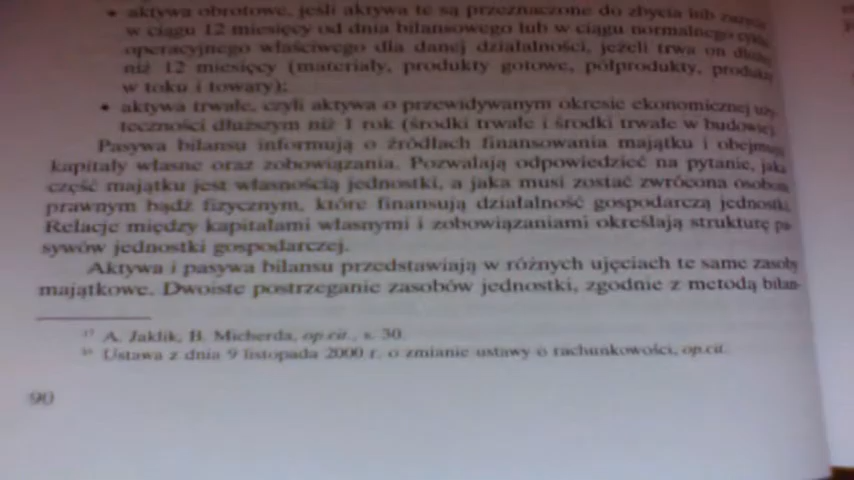 • aktywa obrotowe, jeśli aktywa te są przeznaczone do zbycia lub zużycia
w ciągu 12 miesięcy od dnia bilansowego lub w ciągu normalnego cyklu
operacyjnego właściwego dla danej działalności, jeżeli trwa on dłużej
niż 12 miesięcy (materiały, produkty gotowe, półprodukty, produkty
w toku i towary);
• aktywa trwałe, czyli aktywa o przewidywanym okresie ekonomicznej uży-
teczności dłuższym niż 1 rok (środki trwałe i środki trwałe w budowie).
Pasywa bilansu informują o źródłach finansowania majątku i obejmują
kapitały własne oraz zobowiązania. Pozwalają odpowiedzieć na pytanie, jaka
część majątku jest własnością jednostki, a jaka musi zostać zwrócona osobom
prawnym bądź fizycznym, które finansują działalność gospodarczą jednostki.
Relacje między kapitałami własnymi i zobowiązaniami określają strukturę pa-
sywów jednostki gospodarczej.
Aktywa i pasywa bilansu przedstawiają w różnych ujęciach te same zasoby
majątkowe. Dwoiste postrzeganie zasobów jednostki, zgodnie z metodą bilan-
A. Jaklik, B. Micherda, op.cit., s. 30.
Ustawa z dnia 9 listopada 2000 r. o zmianie ustawy o rachunkowości, op.cit.
90